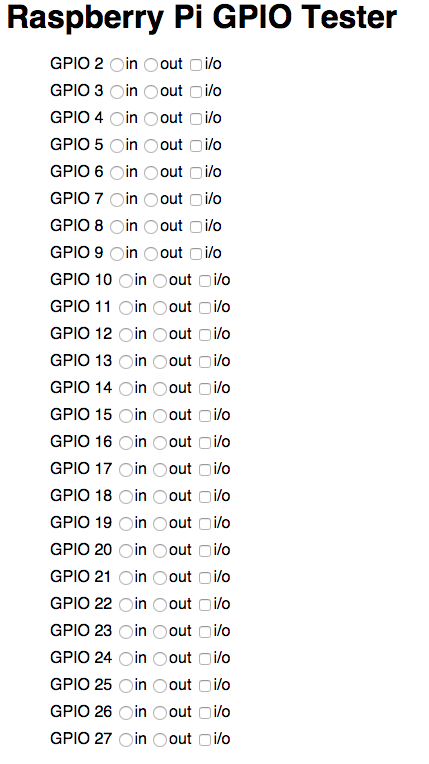 Raspberry Pi GPIO Tester
GPIO 2 in out i/o
GPIO 3 in out i/o
GPIO 4 in out i/o
GPIO 5 in out i/o
GPIO 6 in out i/o
GPIO 7 in out i/o
GPIO 8 in out i/o
GPIO 9 in out i/o
GPIO 10 in out i/o
GPIO 11 in out i/o
GPIO 12 in out i/o
GPIO 13 in out i/o
GPIO 14 in out i/o
GPIO 15 in out i/o
GPIO 16 in out i/o
GPIO 17 in out i/o
GPIO 18 in out i/o
GPIO 19 in out i/o
GPIO 20 in out i/o
GPIO 21 in out i/o
GPIO 22 in out i/o
GPIO 23 in out i/o
GPIO 24 in out i/o
GPIO 25 in out i/o
GPIO 26 in out i/o
GPIO 27 in out i/o